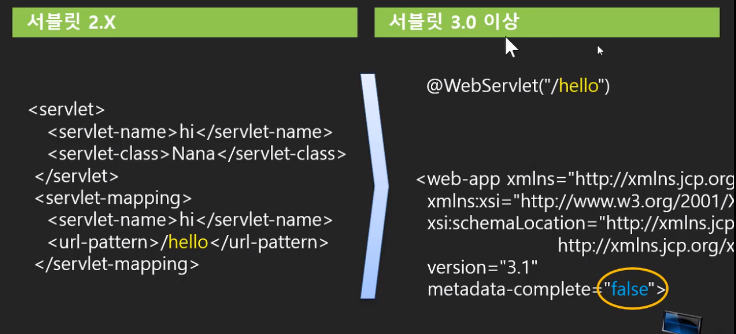 서블릿 2.X
서블릿 3.0 이상
<servlet>
<servlet-name>hi</servlet-name>
<servlet-class>Nana</servlet-class>
</servlet>
<servlet-mapping>
<servlet-name>hi</servlet-name>
<url-pattern>/hello</url-pattern>
</servlet-mapping>
@WebServlet("/hello")
<web-app xmlns="http://xmlns.jcp.org
xmlns:xsi="http://www.w3.org/2001/X
xsi:schemaLocation="http://xmlns.jcp
http://xmlns.jcp.org/x
version="3.1"
metadata-complete="false">